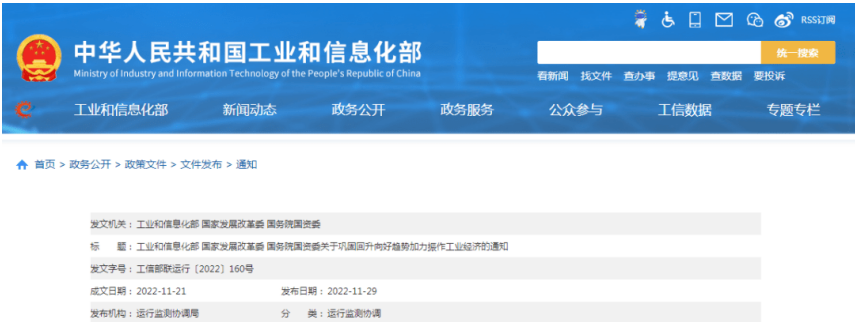 RSS订阅
中华人民共和国工业和信息化部
Ministry of Industry and Information Technology of the People's Republic of China
统一搜索
看新闻 找文件 查办事 提意见 查数据 要投诉
工业和信息化部 新闻动态 政务公开 政务服务 公众参与 工信数据 专题专栏
首页 > 政务公开 > 政策文件 > 文件发布 > 通知
发文机关：工业和信息化部 国家发展改革委 国务院国资委
标 题：工业和信息化部 国家发展改革委 国务院国资委关于巩固回升向好趋势加力振作工业经济的通知
发文字号：工信部联运行〔2022〕160号
成文日期：2022-11-21 发布日期：2022-11-29
发布机构：运行监测协调局 分 类：运行监测协调